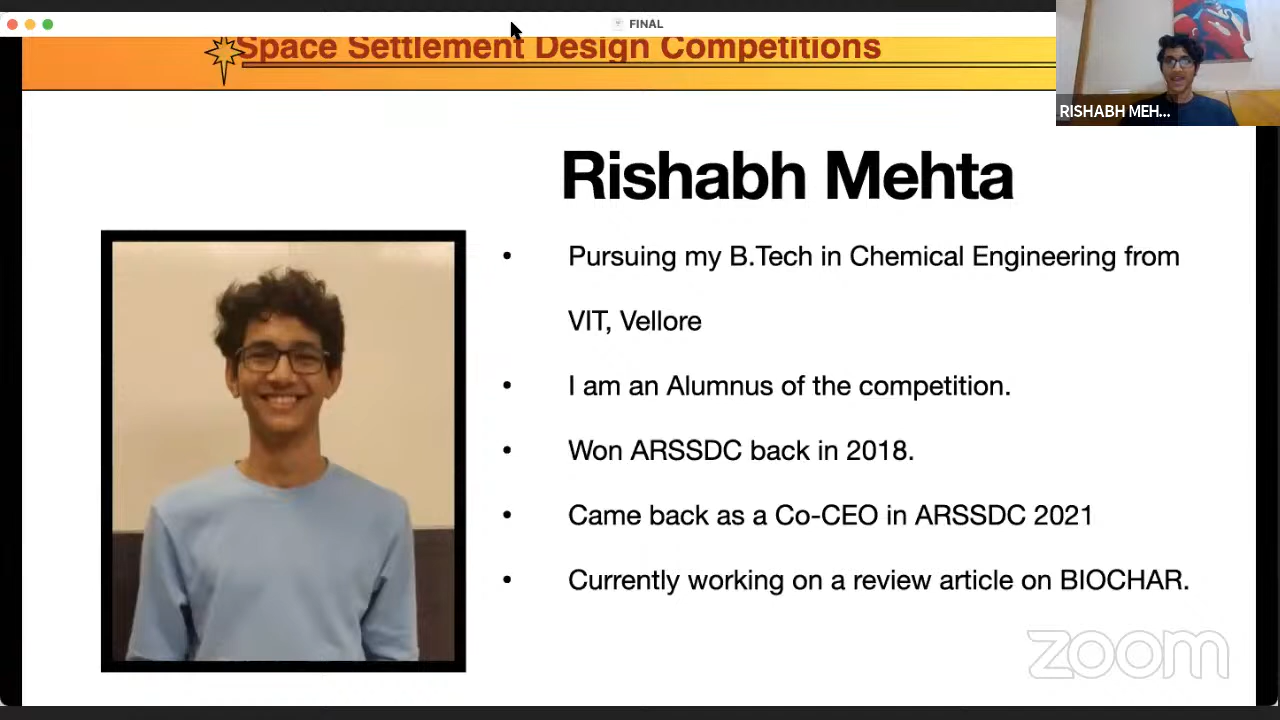 FINAL
Space Settlement Design Competitions
RISHABH MEH...
Rishabh Mehta
• Pursuing my B.Tech in Chemical Engineering from
VIT, Vellore
• I am an Alumnus of the competition.
• Won ARSSDC back in 2018.
• Came back as a Co-CEO in ARSSDC 2021
• Currently working on a review article on BIOCHAR.
zoom